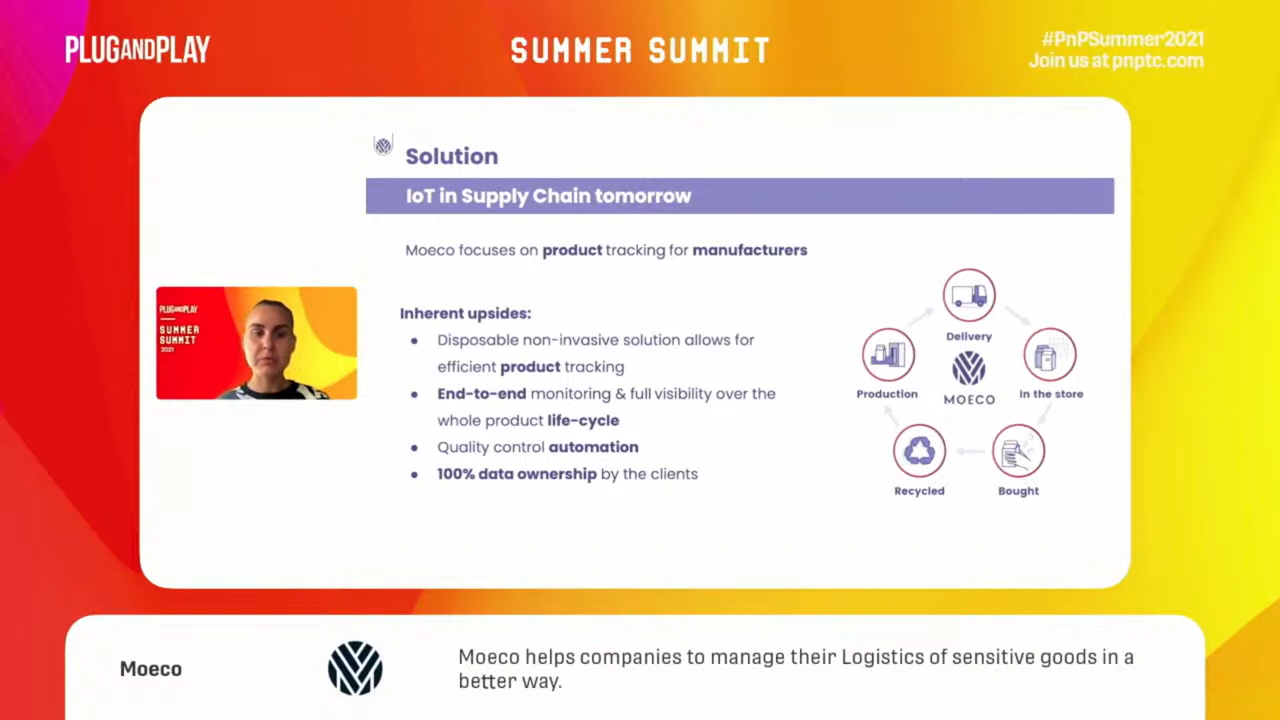 PLUGANDPLAY
SUMMER SUMMIT
#PnPSummer2021
Join us at pnptc.com
Solution
IoT in Supply Chain tomorrow
Moeco focuses on product tracking for manufacturers
Inherent upsides:
• Disposable non-invasive solution allows for
efficient product tracking
• End-to-end monitoring & full visibility over the
whole product life-cycle
• Quality control automation
• 100% data ownership by the clients
Delivery
Production
MOECO
In the store
Recycled
Bought
PLUGANDPLAY
SUMMER
SUMMIT
2021
Moeco
Moeco helps companies to manage their Logistics of sensitive goods in a
better way.